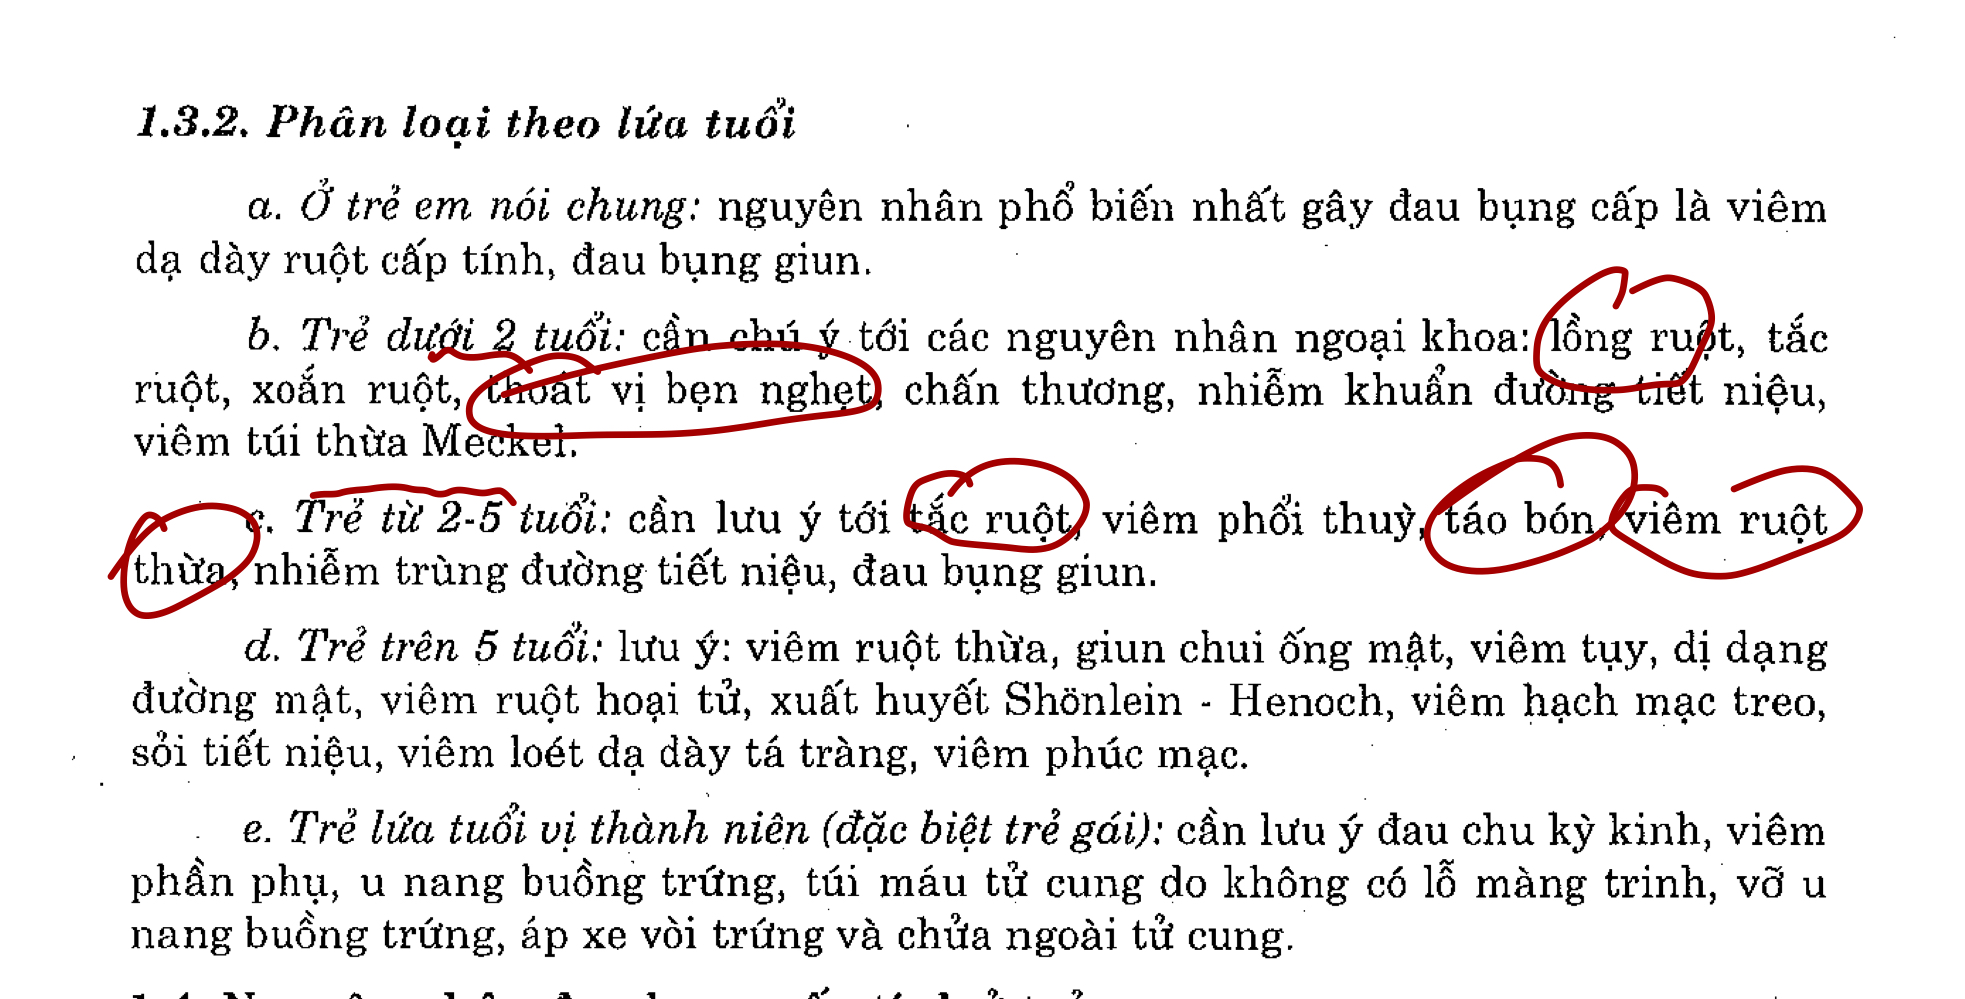 1.3.2. Phân loại theo lứa tuổi
a. Ở trẻ em nói chung: nguyên nhân phổ biến nhất gây đau bụng cấp là viêm
dạ dày ruột cấp tính, đau bụng giun.
b. Trẻ dưới 2 tuổi: cần chú ý tới các nguyên nhân ngoại khoa: lồng ruột, tắc
ruột, xoắn ruột, thoát vị bẹn nghẹt, chấn thương, nhiễm khuẩn đường tiết niệu,
viêm túi thừa Meckel.
c. Trẻ từ 2-5 tuổi: cần lưu ý tới tắc ruột, viêm phổi thuỳ, táo bón, viêm ruột
thừa, nhiễm trùng đường tiết niệu, đau bụng giun.
d. Trẻ trên 5 tuổi: lưu ý: viêm ruột thừa, giun chui ống mật, viêm tụy, dị dạng
đường mật, viêm ruột hoại tử, xuất huyết Shönlein - Henoch, viêm hạch mạc treo,
sỏi tiết niệu, viêm loét dạ dày tá tràng, viêm phúc mạc.
e. Trẻ lứa tuổi vị thành niên (đặc biệt trẻ gái): cần lưu ý đau chu kỳ kinh, viêm
phần phụ, u nang buồng trứng, túi máu tử cung do không có lỗ màng trinh, vỡ u
nang buồng trứng, áp xe vòi trứng và chửa ngoài tử cung.